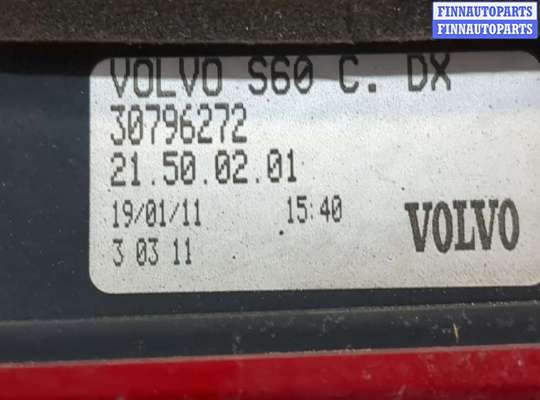 FINNAUTOPARTS
FINNAUTOPARTS
VOLVO S60 C. DX
30796272
21.50.02.01
19/01/11 15:40
3 03 11
VOLVO